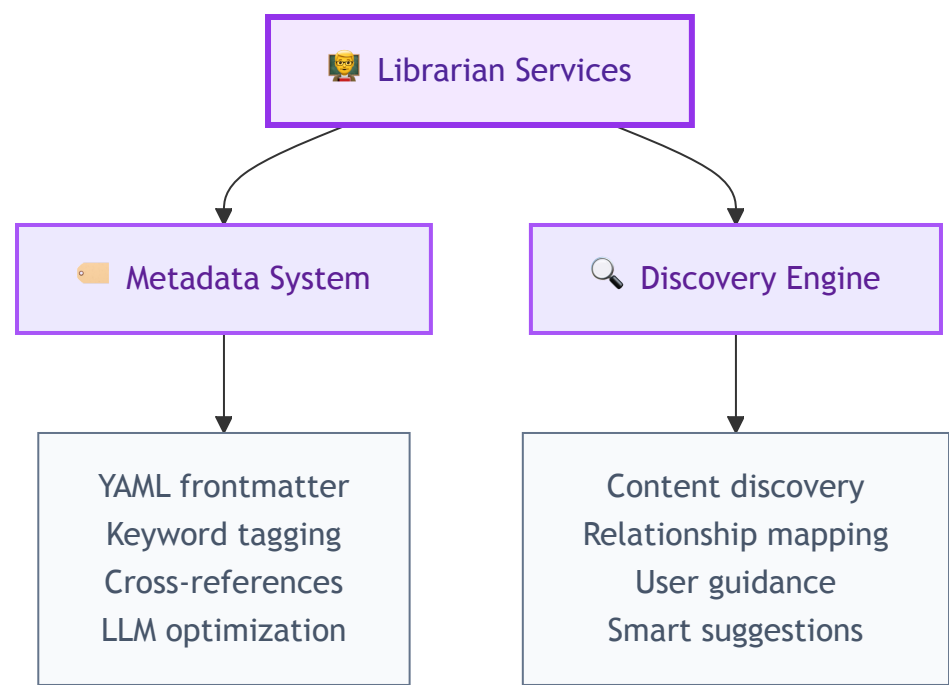 Librarian Services
Metadata System
Discovery Engine
YAML frontmatter
Keyword tagging
Cross-references
LLM optimization
Content discovery
Relationship mapping
User guidance
Smart suggestions